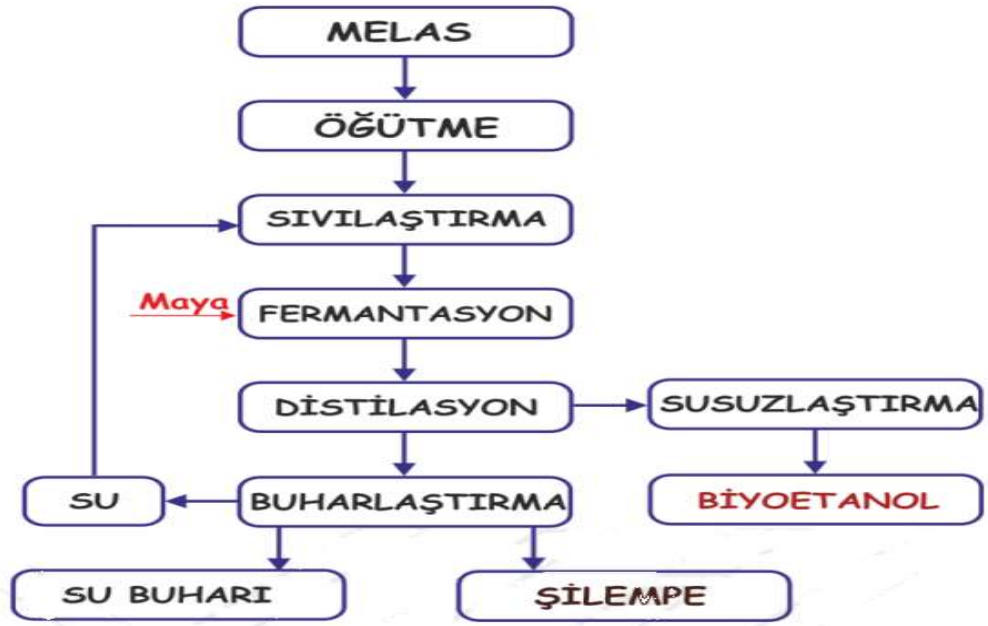 MELAS
ÖĞÜTME
SIVILAŞTIRMA
Maya
FERMANTASYON
DİSTİLASYON
SUSUZLAŞTIRMA
SU
BUHARLAŞTIRMA
BİYOETANOL
SU BUHARI
ŞİLEMPE